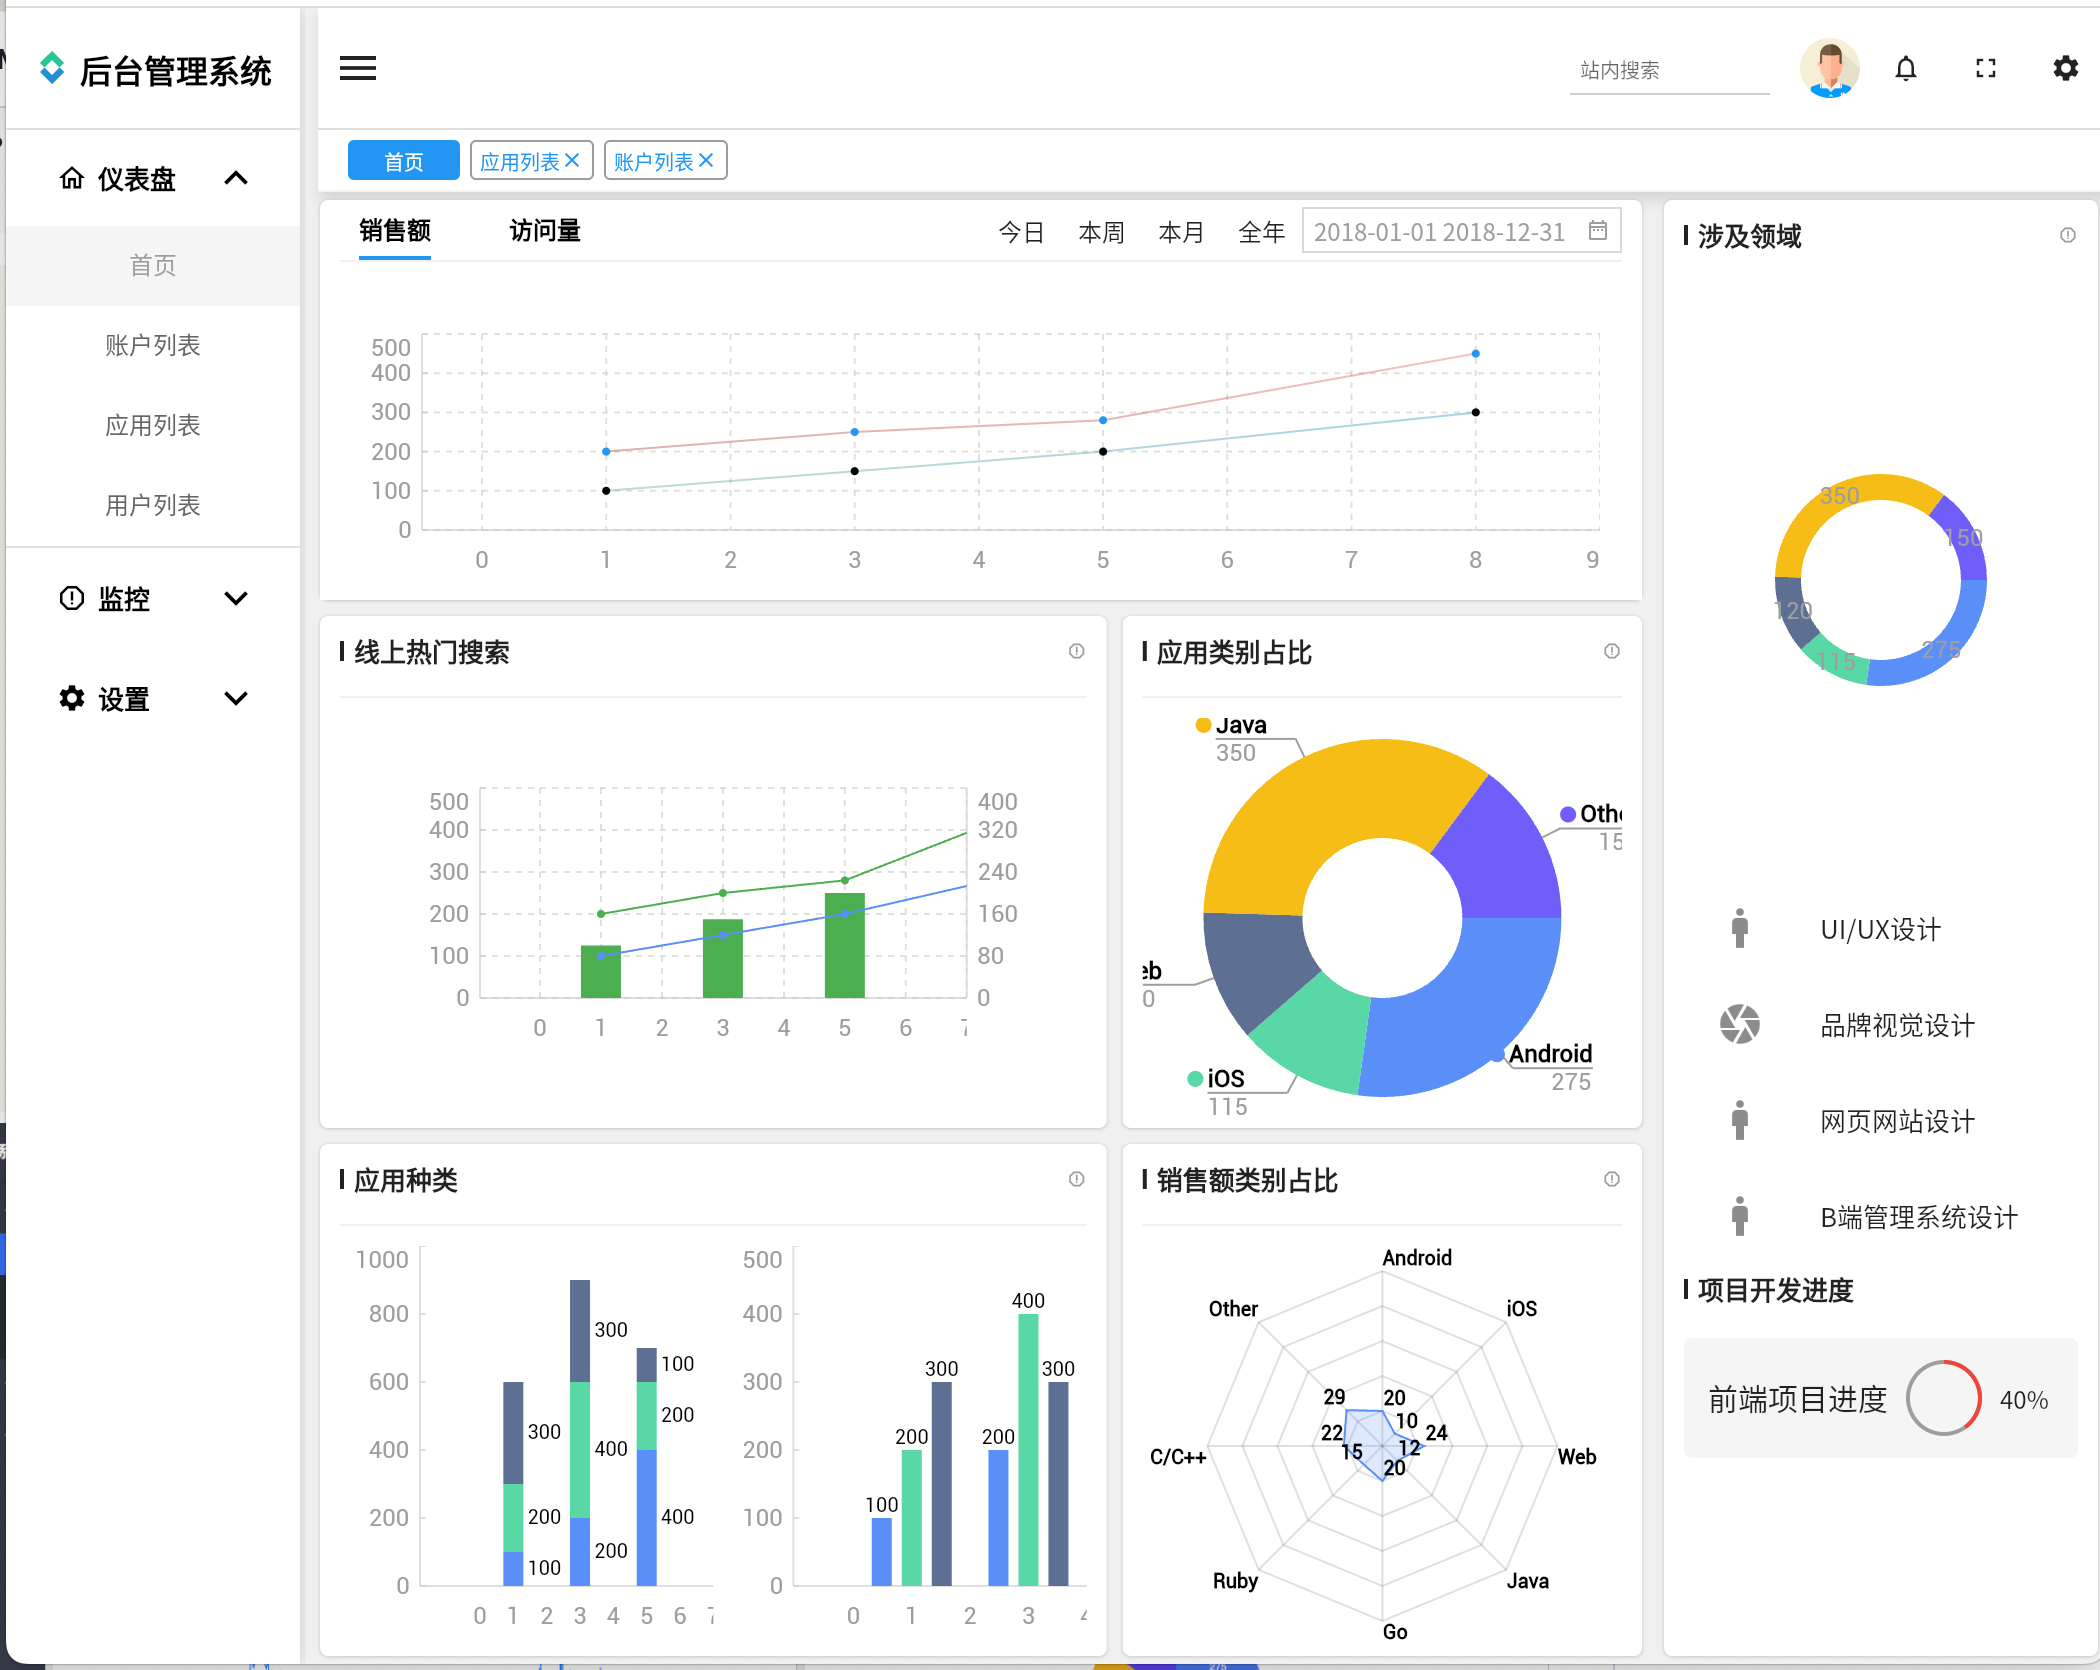 后台管理系统
站内搜索
仪表盘
首页
账户列表
应用列表
用户列表
监控
设置
首页
应用列表
账户列表
销售额 访问量 今日 本周 本月 全年 2018-01-01 2018-12-31
500
400
300
200
100
0
0 1 2 3 4 5 6 7 8 9
线上热门搜索
500
400
300
200
100
0
400
320
240
160
80
0
0 1 2 3 4 5 6
应用类别占比
Java
350
Android
275
iOS
115
应用种类
1000
800
600
400
200
0
300
200
100
300
400
200
100
200
400
0 1 2 3 4 5 6
500
400
300
200
100
0
100
200
300
200
400
300
0 1 2 3
销售额类别占比
Android
iOS
Web
Java
Go
Ruby
C/C++
Other
20
10
24
12
20
15
22
29
涉及领域
350
150
120
115
275
UI/UX设计
品牌视觉设计
网页网站设计
B端管理系统设计
项目开发进度
前端项目进度 40%